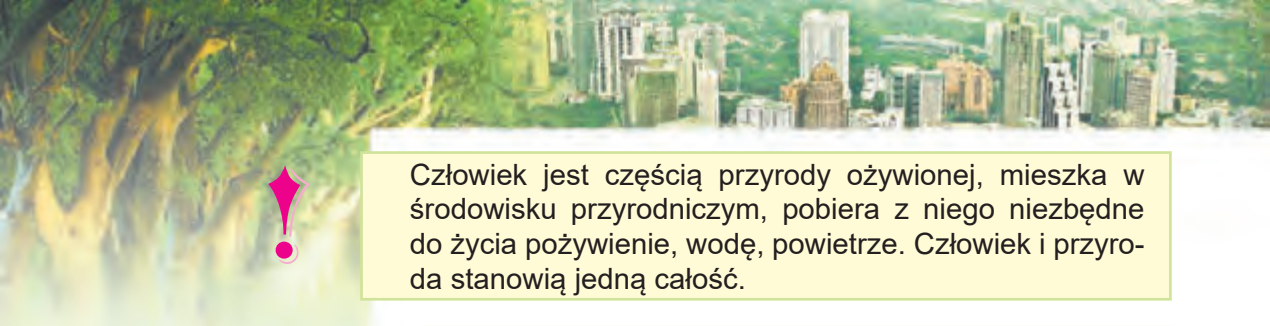 Człowiek jest częścią przyrody ożywionej, mieszka w
środowisku przyrodniczym, pobiera z niego niezbędne
do życia pożywienie, wodę, powietrze. Człowiek i przyro-
da stanowią jedną całość.